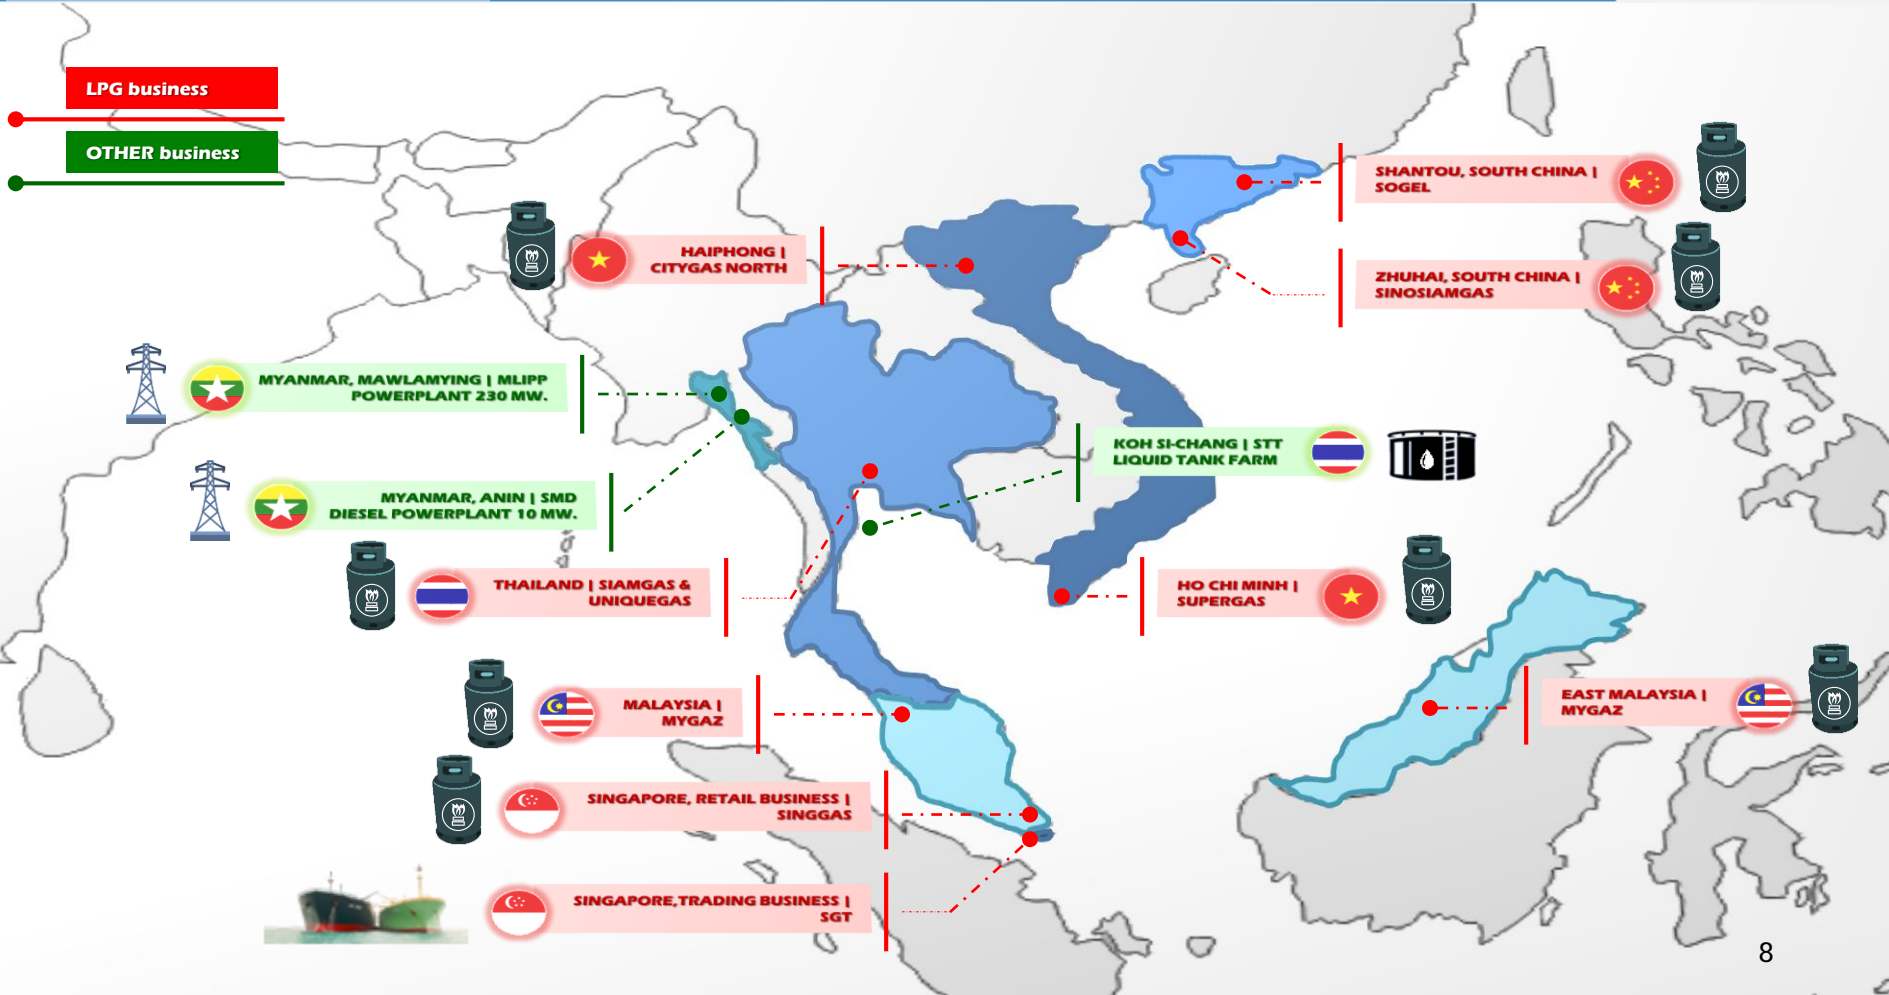 LPG business
OTHER business
SHANTOU, SOUTH CHINA |
SOGEL
HAIPHONG |
CITYGAS NORTH
ZHUHAI, SOUTH CHINA |
SINOSIAMGAS
MYANMAR, MAWLAMYING | MLIPP
POWERPLANT 230 MW.
KOH SI-CHANG | STT
LIQUID TANK FARM
MYANMAR, ANIN | SMD
DIESEL POWERPLANT 10 MW.
THAILAND | SIAMGAS &
UNIQUEGAS
HO CHI MINH |
SUPERGAS
MALAYSIA |
MYGAZ
EAST MALAYSIA |
MYGAZ
SINGAPORE, RETAIL BUSINESS |
SINGGAS
SINGAPORE,TRADING BUSINESS |
SGT
8